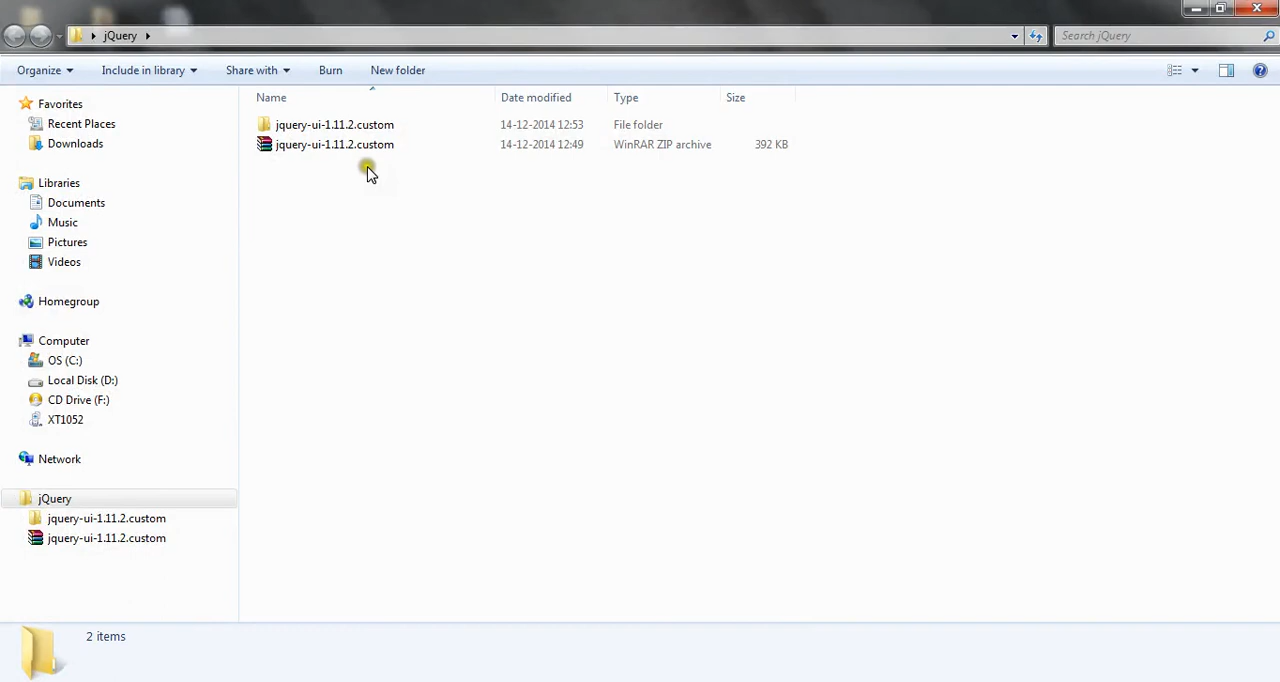 jQuery
Search jQuery
Organize Include in library Share with Burn New folder
Name Date modified Type Size
jquery-ui-1.11.2.custom 14-12-2014 12:53 File folder
jquery-ui-1.11.2.custom 14-12-2014 12:49 WinRAR ZIP archive 392 KB
Favorites
Recent Places
Downloads
Libraries
Documents
Music
Pictures
Videos
Homegroup
Computer
OS (C:)
Local Disk (D:)
CD Drive (F:)
XT1052
Network
jQuery
jquery-ui-1.11.2.custom
jquery-ui-1.11.2.custom
2 items